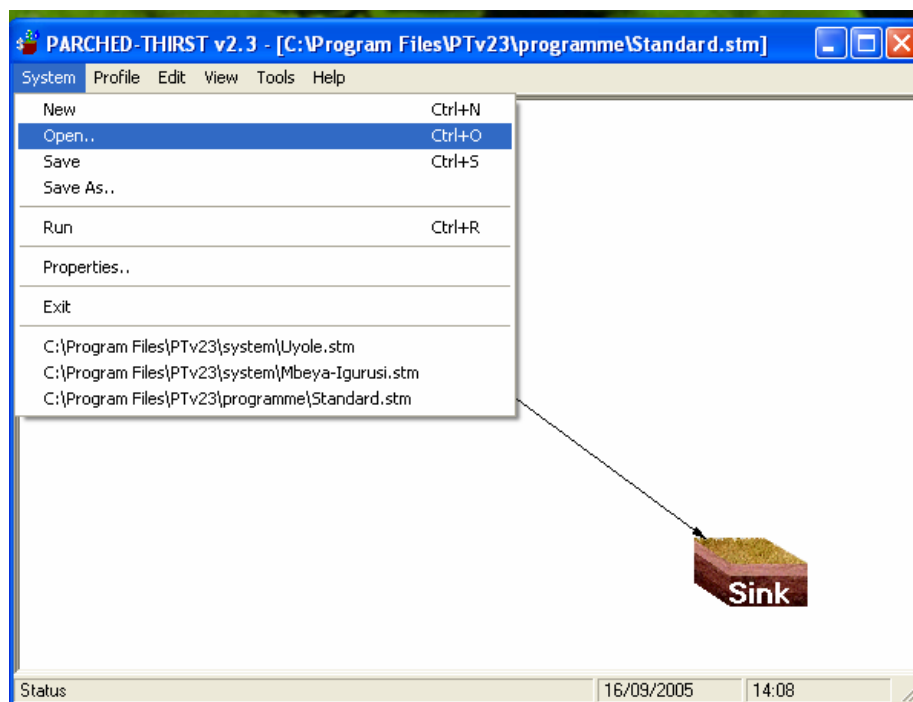 PARCHED-THIRST v2.3 - [C:\Program Files\PTv23\programme\Standard.stm]
System Profile Edit View Tools Help
New Ctrl+N
Open.. Ctrl+O
Save Ctrl+S
Save As..
Run Ctrl+R
Properties..
Exit
C:\Program Files\PTv23\system\Uyole.stm
C:\Program Files\PTv23\system\Mbeya-Igurusi.stm
C:\Program Files\PTv23\programme\Standard.stm
Sink
Status 16/09/2005 14:08